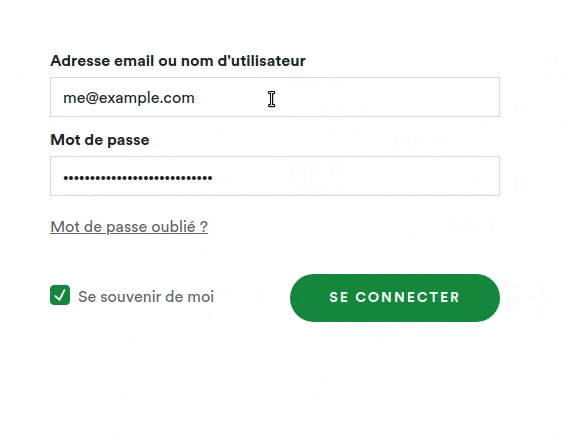 Adresse email ou nom d'utilisateur
me@example.com
Mot de passe
••••••••••••••••••••••••••••
Mot de passe oublié ?
Se souvenir de moi
SE CONNECTER